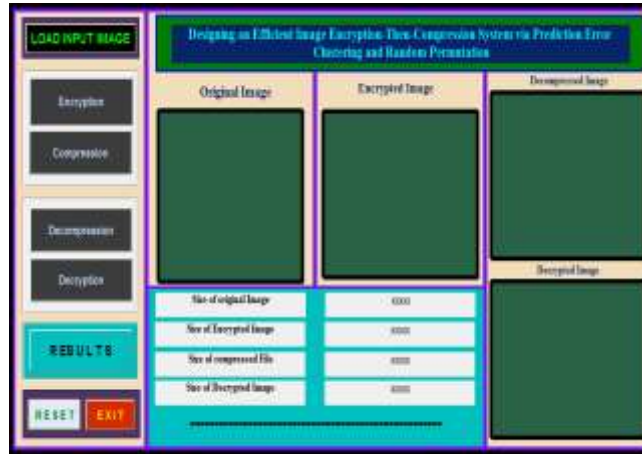 LOAD INPUT IMAGE
Designing an Efficient Image Encryption-Then-Compression System via Prediction Error
Clustering and Random Permutation
Encryption
Compression
Decompression
Decryption
RESULTS
RESET
EXIT
Original Image
Encrypted Image
Decompressed Image
Decrypted Image
Size of original Image
Size of Encrypted Image
Size of compressed File
Size of Decrypted Image